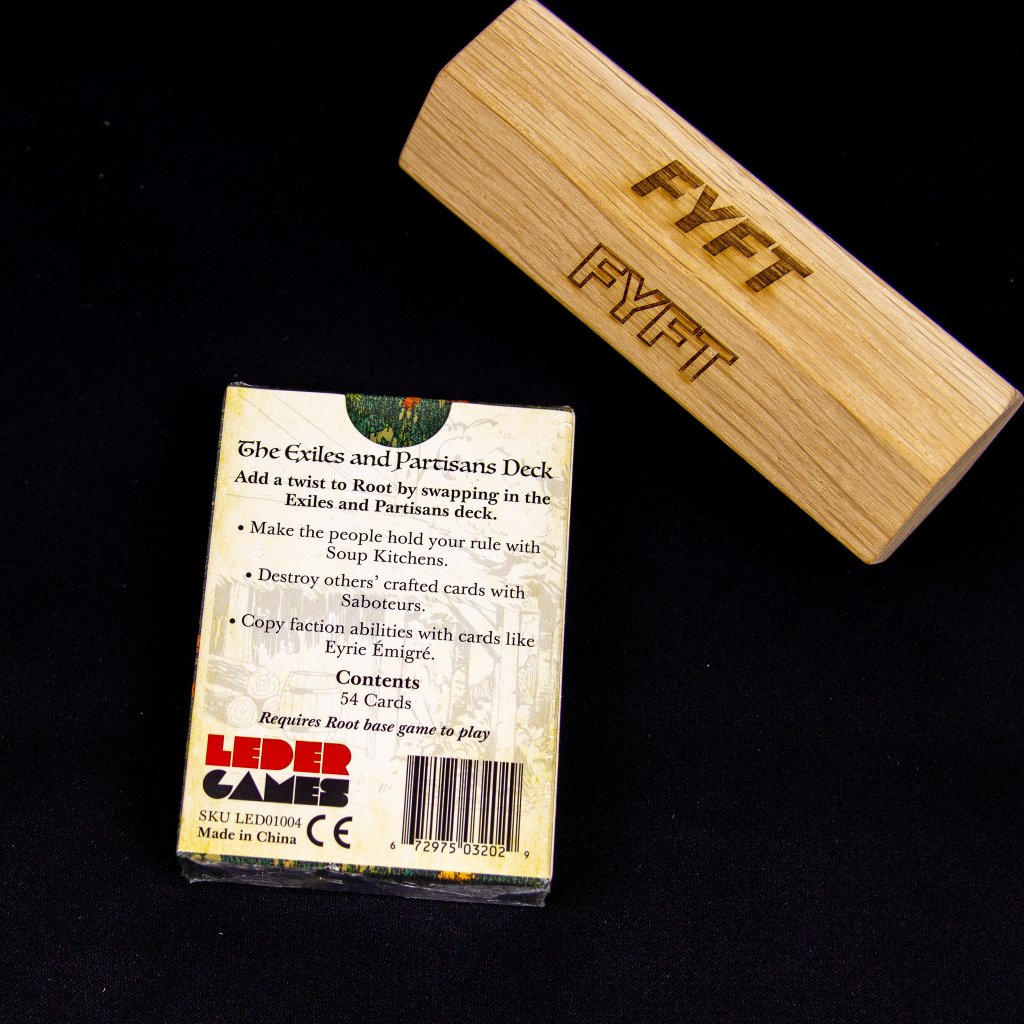 FYFT
FYFT
The Exiles and Partisans Deck
Add a twist to Root by swapping in the
Exiles and Partisans deck.
• Make the people hold your rule with
Soup Kitchens.
• Destroy others’ crafted cards with
Saboteurs.
• Copy faction abilities with cards like
Eyrie Émigré.
Contents
54 Cards
Requires Root base game to play
LEDER
GAMES
SKU LED01004
Made in China
CE
6 72975 03202 9